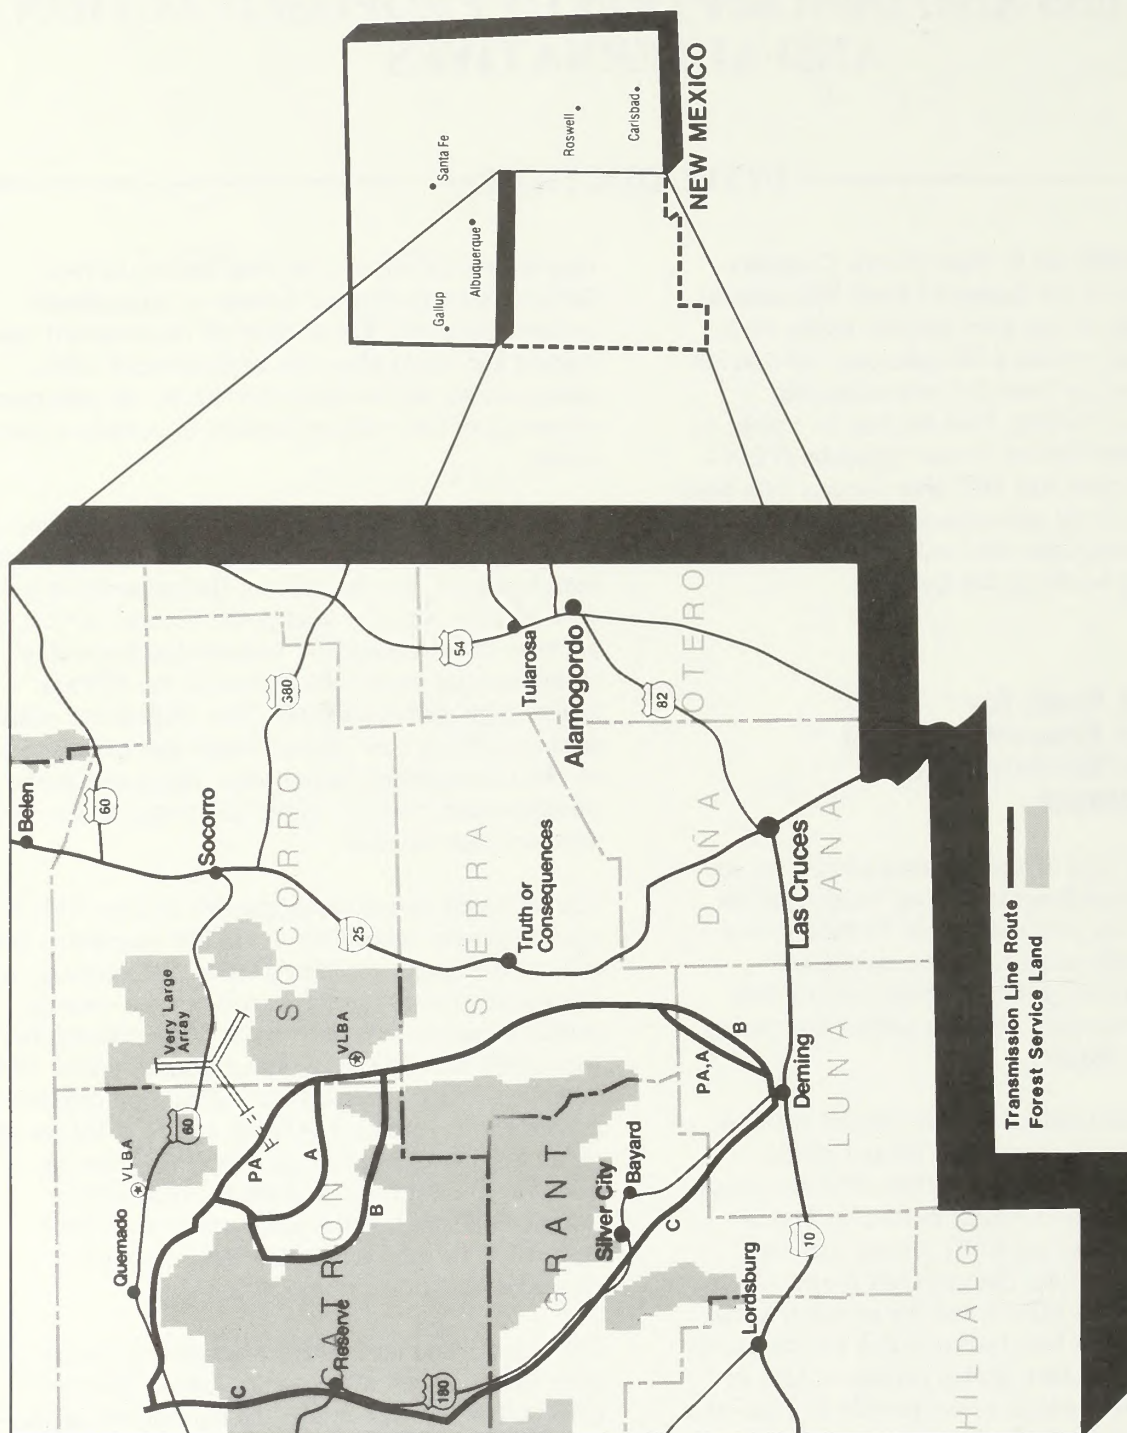 Santa Fe
Gallup
Albuquerque
Roswell
Carlsbad
NEW MEXICO
Belen
60
Socorro
380
54
Tularosa
Alamogordo
OTERO
82
SOCORRO
25
SIERRA
Truth or
Consequences
DOÑA
ANA
Las Cruces
Very Large
Array
VLBA
60
VLBA
Quemado
PA
A
B
CATRON
Reserve
C
180
GRANT
Silver City
Bayard
C
PA,A
B
Deming
LUNA
10
Lordsburg
HILDALGO
Transmission Line Route
Forest Service Land